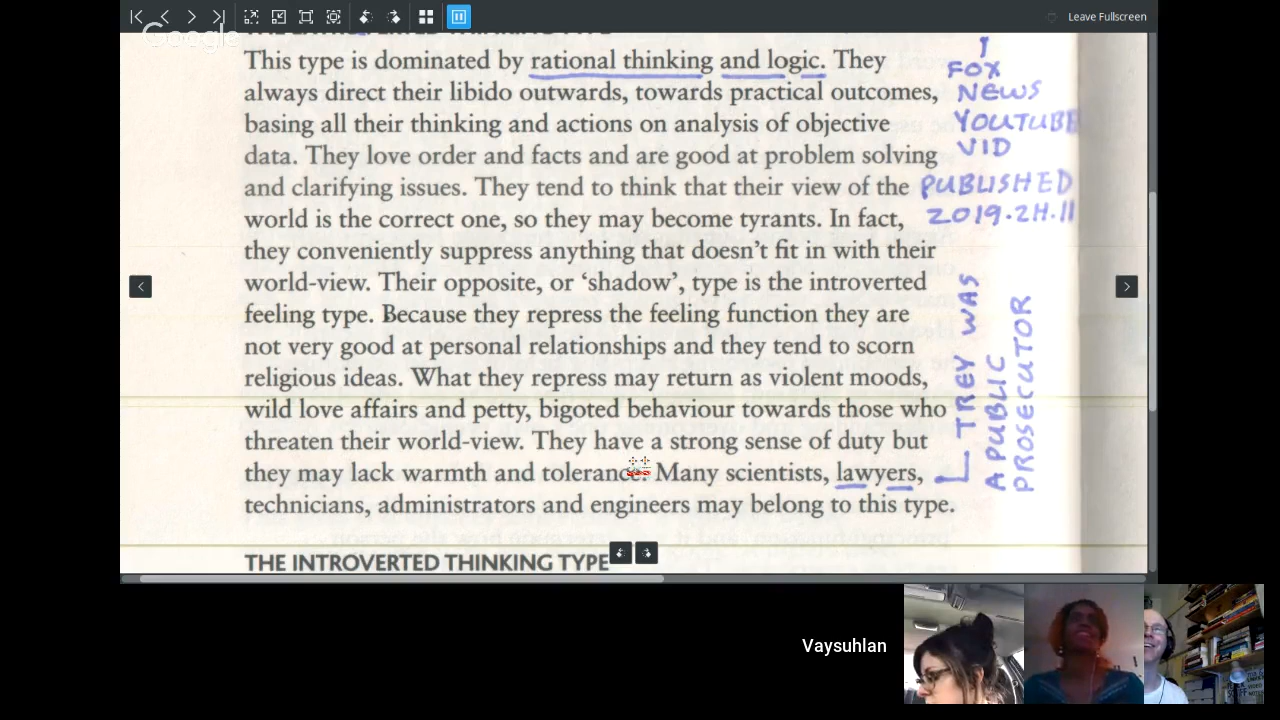 Leave Fullscreen
Google
This type is dominated by rational thinking and logic. They
always direct their libido outwards, towards practical outcomes,
basing all their thinking and actions on analysis of objective
data. They love order and facts and are good at problem solving
and clarifying issues. They tend to think that their view of the
world is the correct one, so they may become tyrants. In fact,
they conveniently suppress anything that doesn't fit in with their
world-view. Their opposite, or 'shadow', type is the introverted
feeling type. Because they repress the feeling function they are
not very good at personal relationships and they tend to scorn
religious ideas. What they repress may return as violent moods,
wild love affairs and petty, bigoted behaviour towards those who
threaten their world-view. They have a strong sense of duty but
they may lack warmth and tolerance. Many scientists, lawyers,
technicians, administrators and engineers may belong to this type.
THE INTROVERTED THINKING TYPE
FOX
NEWS
YOUTUBE
VID
PUBLISHED
2019.2H.11
TREY WAS
A PUBLIC
PROSECUTOR
Vaysuhlan